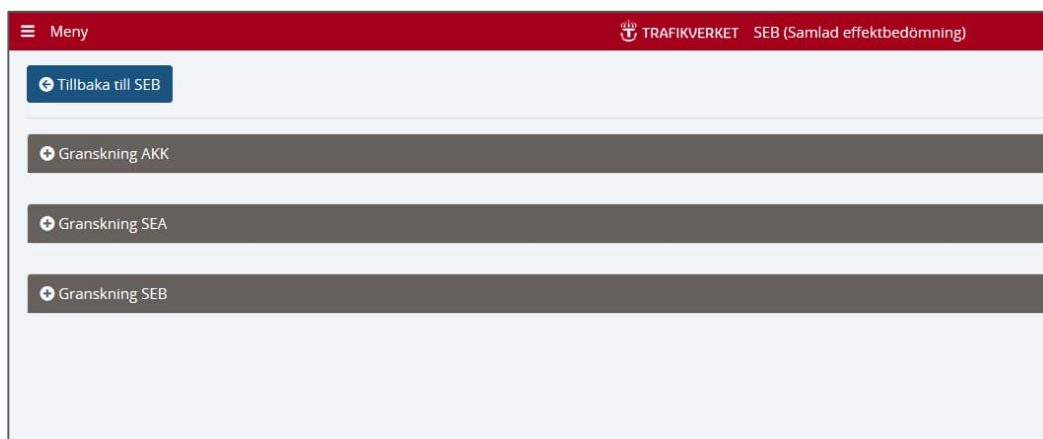 Meny
TRAFIKVERKET SEB (Samlad effektbedömning)
Tillbaka till SEB
Granskning AKK
Granskning SEA
Granskning SEB